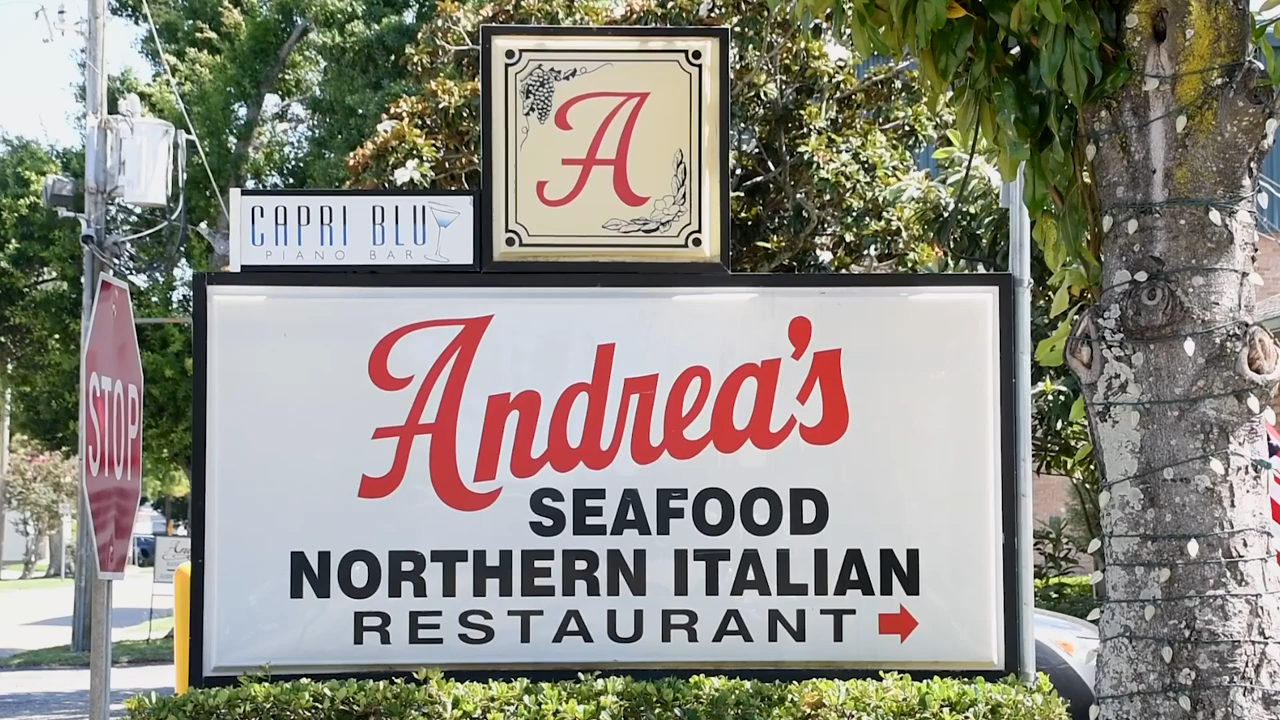 A
CAPRI BLU
PIANO BAR
Andrea's
SEAFOOD
NORTHERN ITALIAN
RESTAURANT
STOP